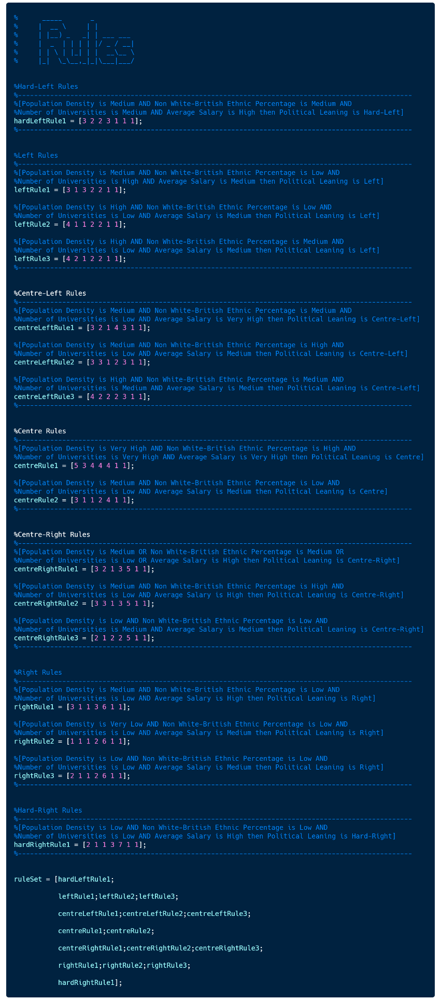 %      _____       _
%     |  __ \     | |
%     | |__) _   _| | ___ ___
%     |  _  | | | | |/ _ / __|
%     | | \ | |_| | |  __\__ \
%     |_|  \_\__,_|_|\___|___/
%Hard-Left Rules
%--------------------------------------------------------------------------------------------------
%[Population Density is Medium AND Non White-British Ethnic Percentage is Medium AND
%Number of Universities is Medium AND Average Salary is High then Political Leaning is Hard-Left]
hardLeftRule1 = [3 2 2 3 1 1 1];
%--------------------------------------------------------------------------------------------------
%Left Rules
%--------------------------------------------------------------------------------------------------
%[Population Density is Medium AND Non White-British Ethnic Percentage is Low AND
%Number of Universities is High AND Average Salary is Medium then Political Leaning is Left]
leftRule1 = [3 1 3 2 2 1 1];
%[Population Density is High AND Non White-British Ethnic Percentage is Low AND
%Number of Universities is Low AND Average Salary is Medium then Political Leaning is Left]
leftRule2 = [4 1 1 2 2 1 1];
%[Population Density is High AND Non White-British Ethnic Percentage is Medium AND
%Number of Universities is Low AND Average Salary is Medium then Political Leaning is Left]
leftRule3 = [4 2 1 2 2 1 1];
%--------------------------------------------------------------------------------------------------
%Centre-Left Rules
%--------------------------------------------------------------------------------------------------
%[Population Density is Medium AND Non White-British Ethnic Percentage is Medium AND
%Number of Universities is Low AND Average Salary is Very High then Political Leaning is Centre-Left]
centreLeftRule1 = [3 2 1 4 3 1 1];
%[Population Density is Medium AND Non White-British Ethnic Percentage is High AND
%Number of Universities is Low AND Average Salary is Medium then Political Leaning is Centre-Left]
centreLeftRule2 = [3 3 1 2 3 1 1];
%[Population Density is High AND Non White-British Ethnic Percentage is Medium AND
%Number of Universities is Medium AND Average Salary is Medium then Political Leaning is Centre-Left]
centreLeftRule3 = [4 2 2 2 3 1 1];
%--------------------------------------------------------------------------------------------------
%Centre Rules
%--------------------------------------------------------------------------------------------------
%[Population Density is Very High AND Non White-British Ethnic Percentage is High AND
%Number of Universities is Very High AND Average Salary is Very High then Political Leaning is Centre]
centreRule1 = [5 3 4 4 4 1 1];
%[Population Density is Medium AND Non White-British Ethnic Percentage is Low AND
%Number of Universities is Low AND Average Salary is Medium then Political Leaning is Centre]
centreRule2 = [3 1 1 2 4 1 1];
%--------------------------------------------------------------------------------------------------
%Centre-Right Rules
%--------------------------------------------------------------------------------------------------
%[Population Density is Medium OR Non White-British Ethnic Percentage is Medium OR
%Number of Universities is Low OR Average Salary is High then Political Leaning is Centre-Right]
centreRightRule1 = [3 2 1 3 5 1 1];
%[Population Density is Medium AND Non White-British Ethnic Percentage is High AND
%Number of Universities is Low AND Average Salary is High then Political Leaning is Centre-Right]
centreRightRule2 = [3 3 1 3 5 1 1];
%[Population Density is Low AND Non White-British Ethnic Percentage is Low AND
%Number of Universities is Medium AND Average Salary is Medium then Political Leaning is Centre-Right]
centreRightRule3 = [2 1 2 2 5 1 1];
%--------------------------------------------------------------------------------------------------
%Right Rules
%--------------------------------------------------------------------------------------------------
%[Population Density is Medium AND Non White-British Ethnic Percentage is Low AND
%Number of Universities is Low AND Average Salary is High then Political Leaning is Right]
rightRule1 = [3 1 1 3 6 1 1];
%[Population Density is Very Low AND Non White-British Ethnic Percentage is Low AND
%Number of Universities is Low AND Average Salary is Medium then Political Leaning is Right]
rightRule2 = [1 1 1 2 6 1 1];
%[Population Density is Low AND Non White-British Ethnic Percentage is Low AND
%Number of Universities is Low AND Average Salary is Medium then Political Leaning is Right]
rightRule3 = [2 1 1 2 6 1 1];
%--------------------------------------------------------------------------------------------------
%Hard-Right Rules
%--------------------------------------------------------------------------------------------------
%[Population Density is Low AND Non White-British Ethnic Percentage is Low AND
%Number of Universities is Low AND Average Salary is High then Political Leaning is Hard-Right]
hardRightRule1 = [2 1 1 3 7 1 1];
%--------------------------------------------------------------------------------------------------
ruleSet = [hardLeftRule1;
leftRule1;leftRule2;leftRule3;
centreLeftRule1;centreLeftRule2;centreLeftRule3;
centreRule1;centreRule2;
centreRightRule1;centreRightRule2;centreRightRule3;
rightRule1;rightRule2;rightRule3;
hardRightRule1];